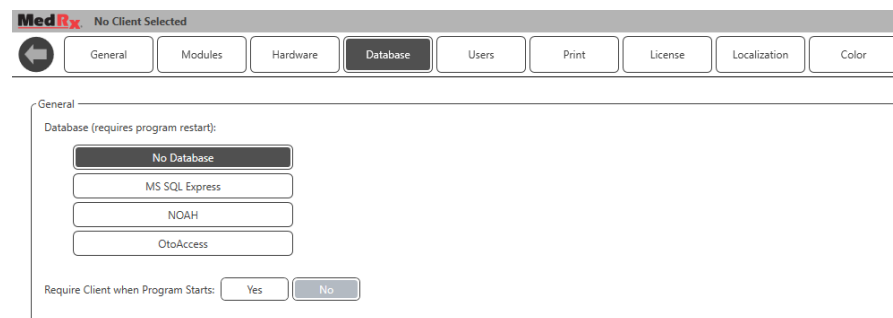 MedRx No Client Selected
General Modules Hardware Database Users Print License Localization Color
General
Database (requires program restart):
No Database
MS SQL Express
NOAH
OtoAccess
Require Client when Program Starts: Yes No